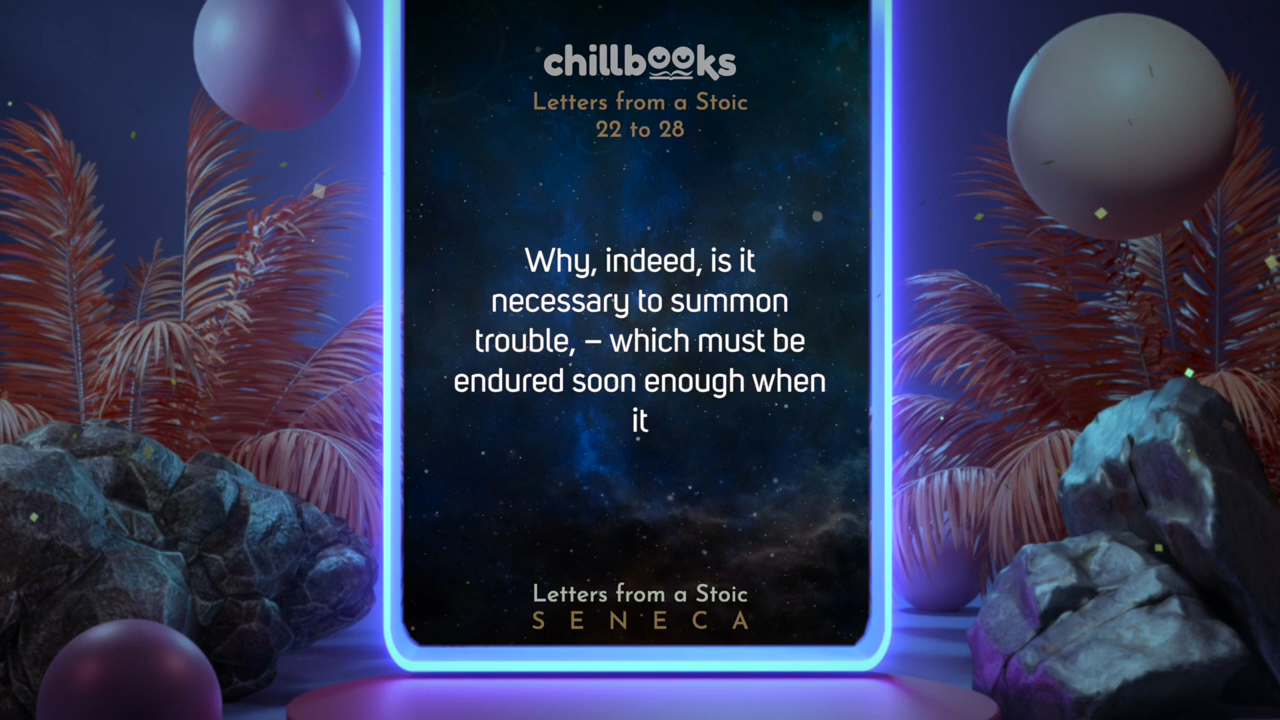 chillbooks
Letters from a Stoic
22 to 28
Why, indeed, is it
necessary to summon
trouble, – which must be
endured soon enough when
it
Letters from a Stoic
SENECA